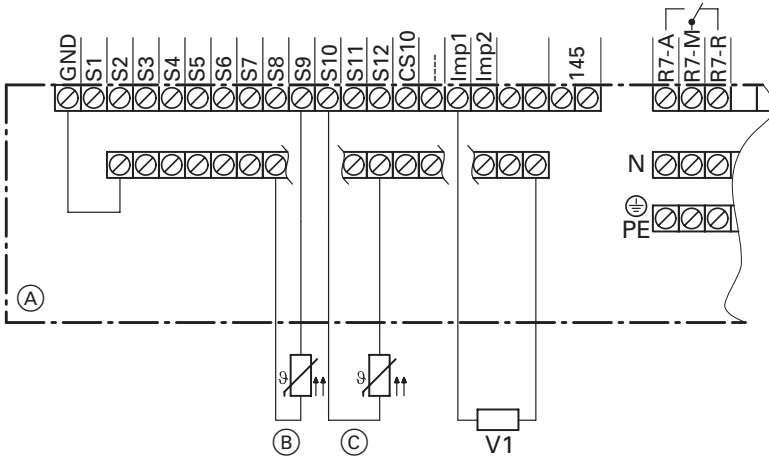 GND
S1
S2
S3
S4
S5
S6
S7
S8
S9
S10
S11
S12
CS10
----
Imp1
Imp2
145
R7-A
R7-M
R7-R
N
PE
A
ϑ
ϑ
B
C
V1